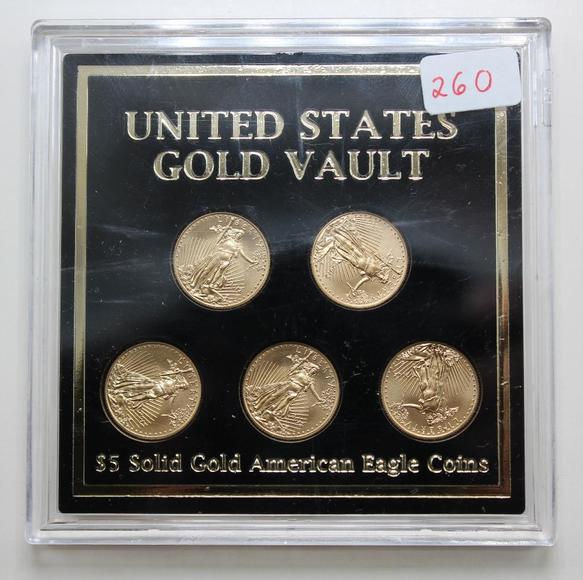 260
UNITED STATES
GOLD VAULT
$5 Solid Gold American Eagle Coins